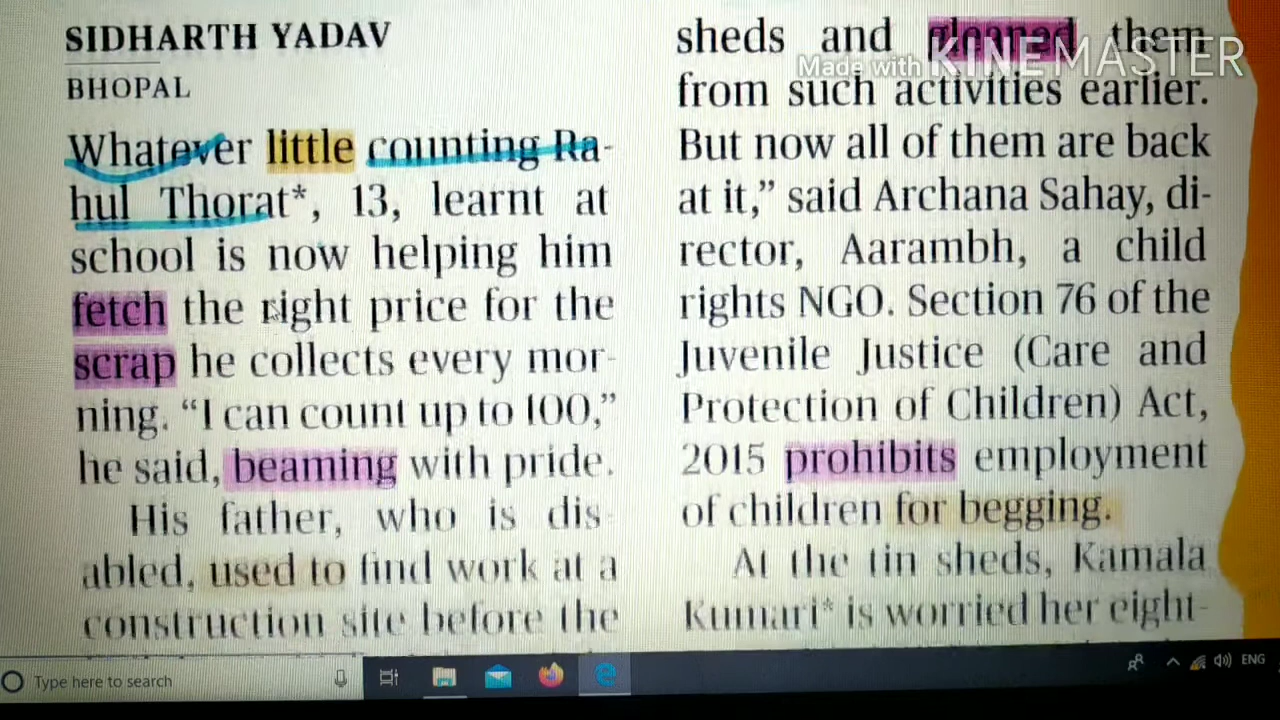 SIDHARTH YADAV
BHOPAL
Whatever little counting Ra-
hul Thorat*, 13, learnt at
school is now helping him
fetch the right price for the
scrap he collects every mor-
ning. “I can count up to 100,”
he said, beaming with pride.
His father, who is dis-
abled, used to find work at a
construction site before the
sheds and gleaned them
from such activities earlier.
But now all of them are back
at it,” said Archana Sahay, di-
rector, Aarambh, a child
rights NGO. Section 76 of the
Juvenile Justice (Care and
Protection of Children) Act,
2015 prohibits employment
of children for begging.
At the tin sheds, Kamala
Kumari* is worried her eight-
Made with KINEMASTER
Type here to search
ENG